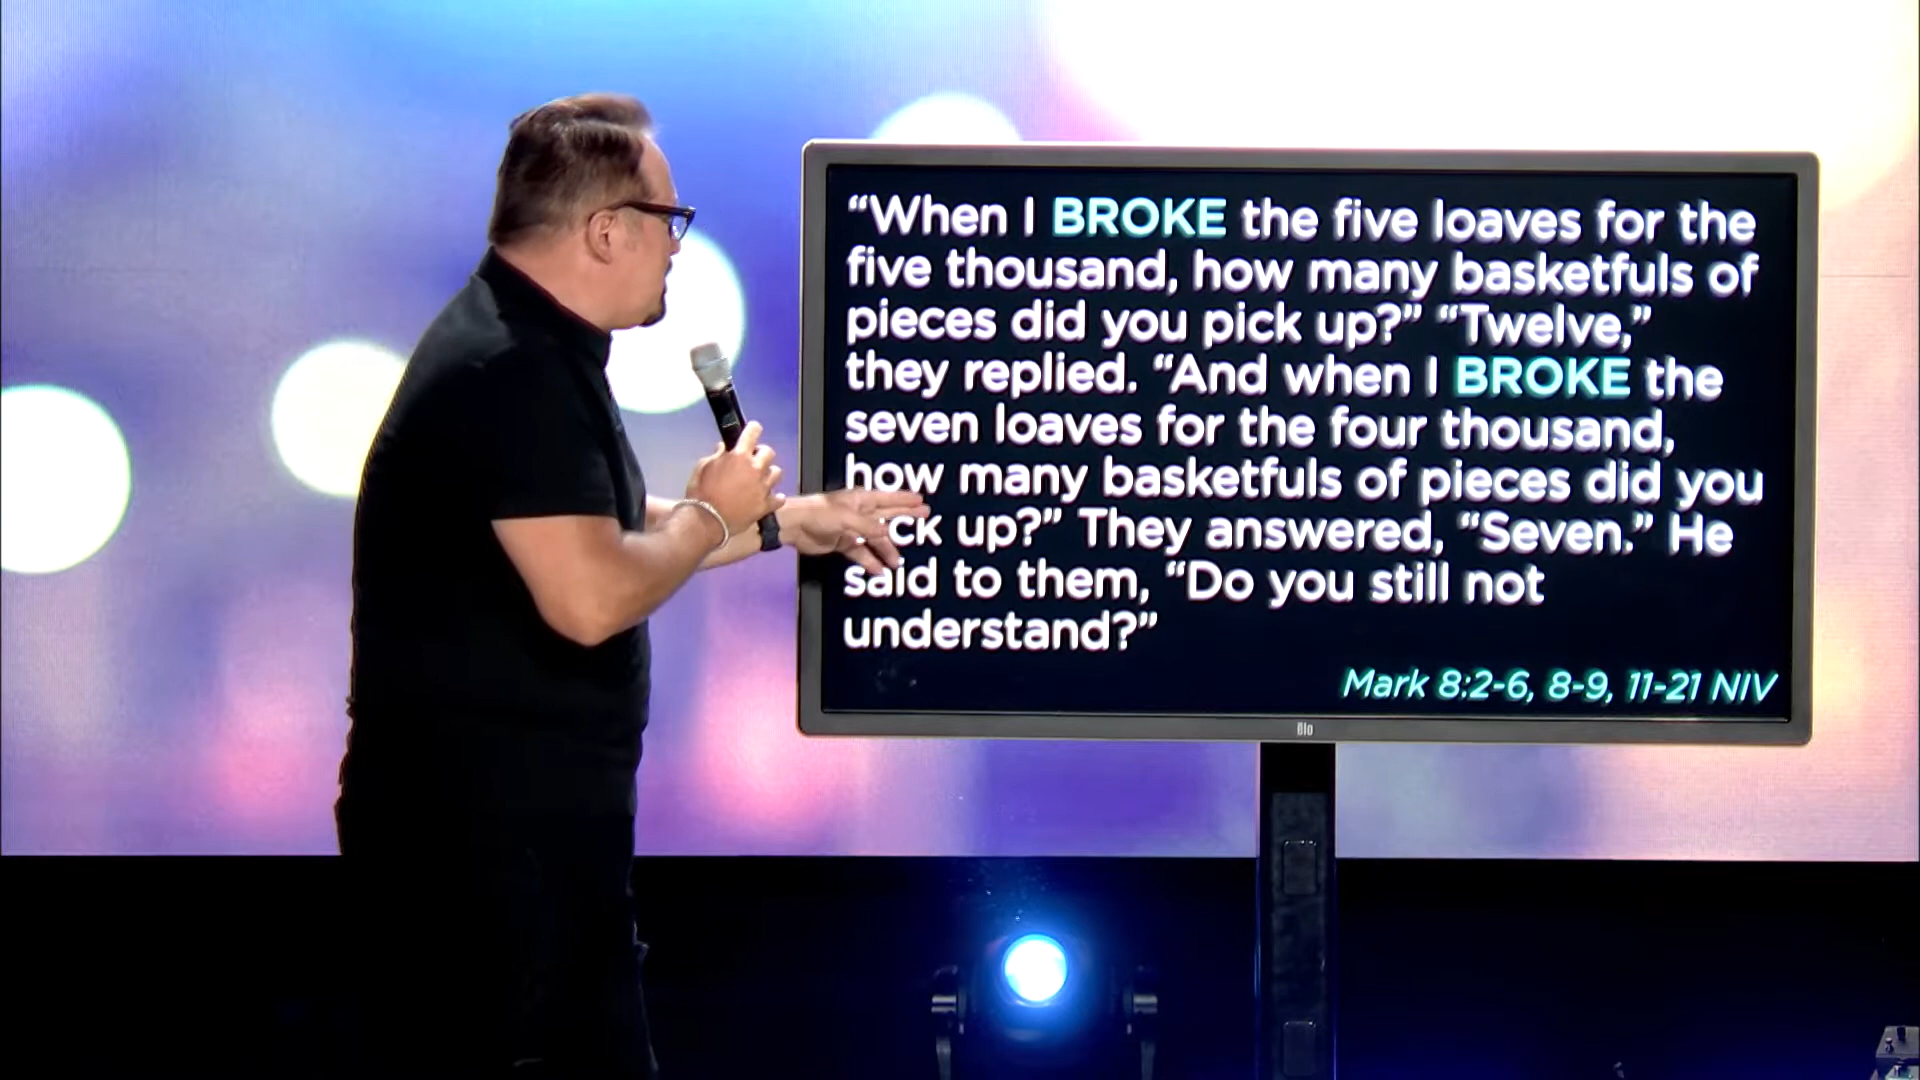 “When I BROKE the five loaves for the
five thousand, how many basketfuls of
pieces did you pick up?” “Twelve,”
they replied. “And when I BROKE the
seven loaves for the four thousand,
how many basketfuls of pieces did you
ck up?” They answered, “Seven.” He
said to them, “Do you still not
understand?”
Mark 8:2-6, 8-9, 11-21 NIV
elo